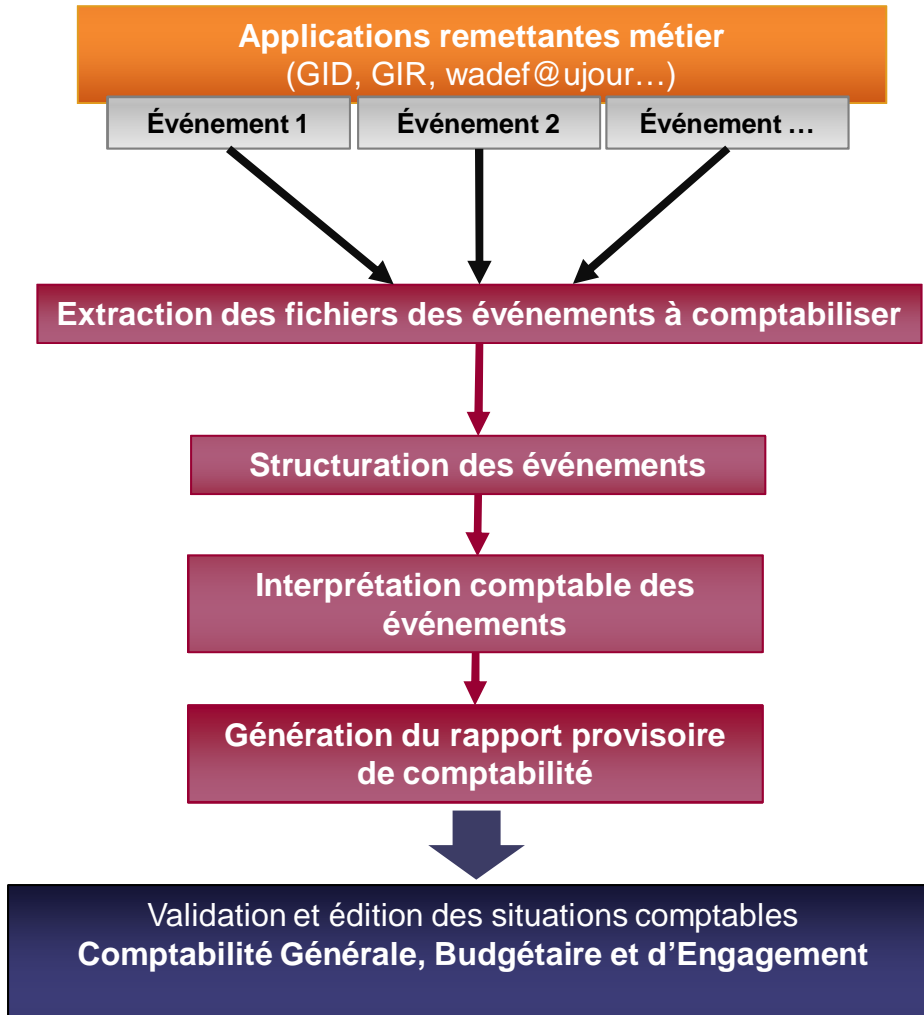 Applications remettantes métier
(GID, GIR, wadef@ujour…)
Événement 1
Événement 2
Événement …
Extraction des fichiers des événements à comptabiliser
Structuration des événements
Interprétation comptable des
événements
Génération du rapport provisoire
de comptabilité
Validation et édition des situations comptables
Comptabilité Générale, Budgétaire et d’Engagement